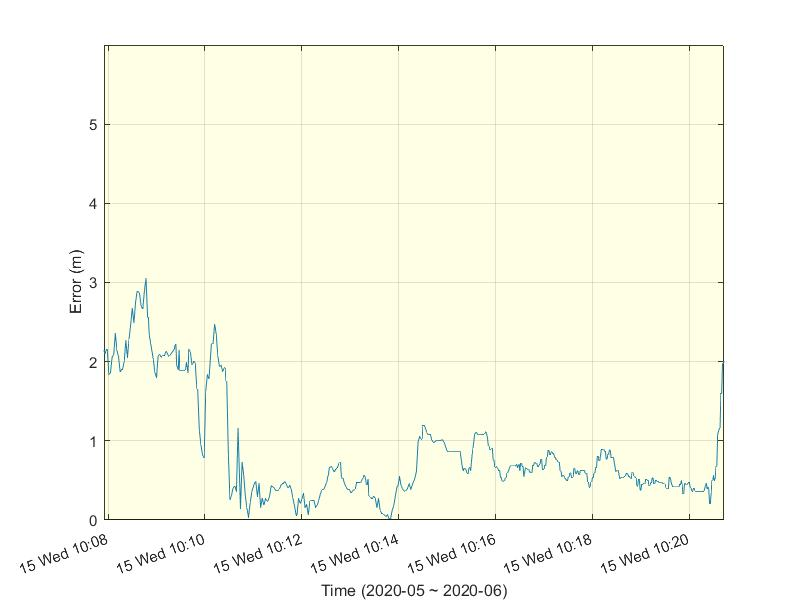 5
4
3
2
1
0
Error (m)
15 Wed 10:08
15 Wed 10:10
15 Wed 10:12
15 Wed 10:14
15 Wed 10:16
15 Wed 10:18
15 Wed 10:20
Time (2020-05 ~ 2020-06)